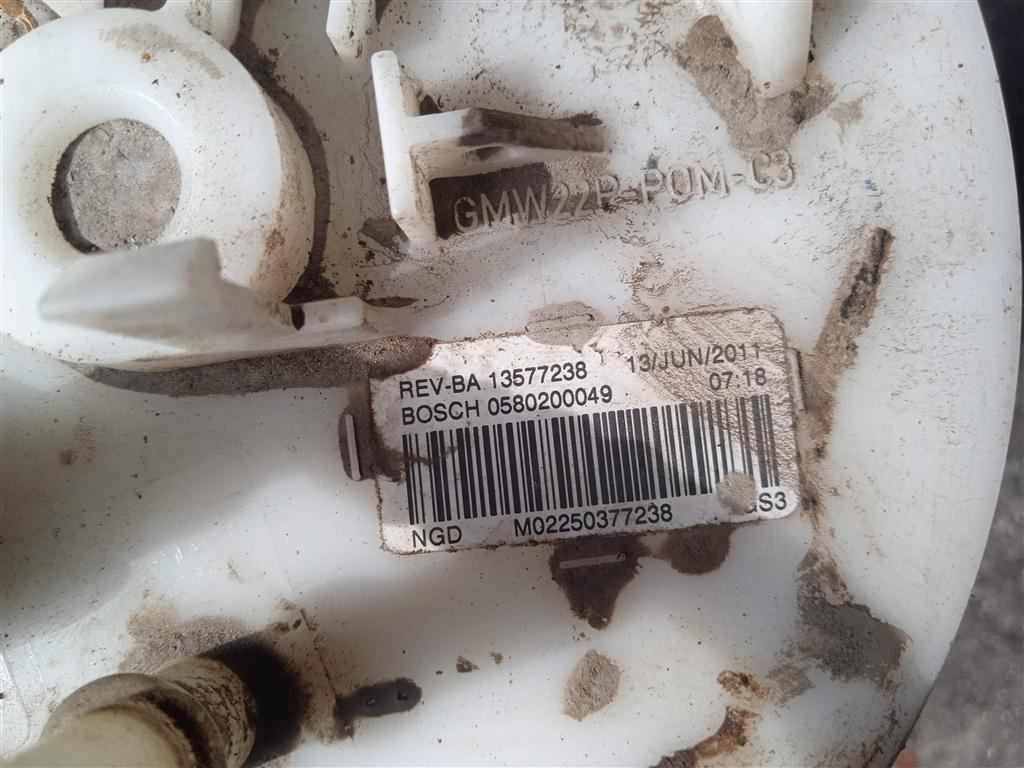 GMW22P-POM-C3
REV-BA 13577238 13/JUN/2011
BOSCH 0580200049 07:18
NGD M02250377238 GS3